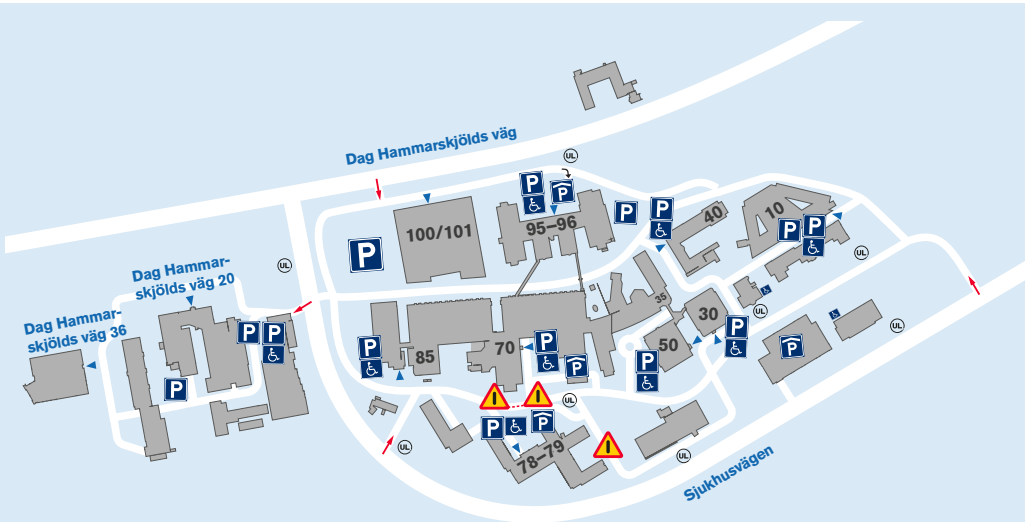 Dag Hammarskjölds väg
UL
P
P
P
P
40
10
P
P
95–96
100/101
P
UL
UL
Dag Hammar-
skjölds väg 20
35
30
UL
Dag Hammar-
skjölds väg 36
P
P
P
85
70
P
P
50
P
P
P
UL
P
UL
P
P
78–79
UL
UL
Sjukhusvägen